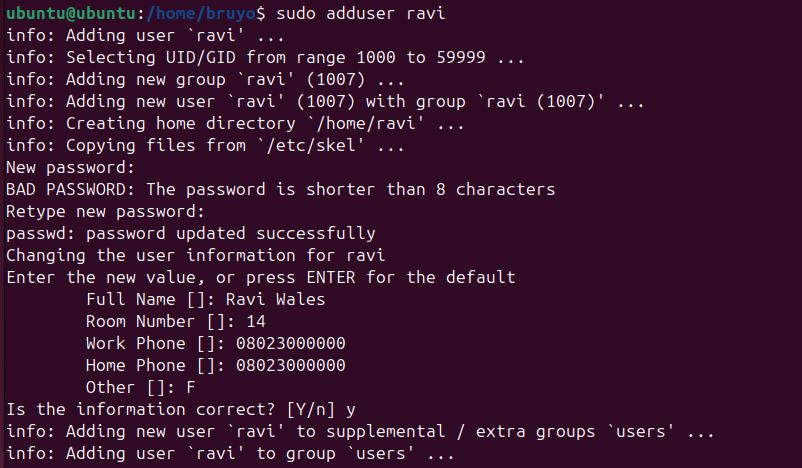 ubuntu@ubuntu:/home/bruyo$ sudo adduser ravi
info: Adding user `ravi' ...
info: Selecting UID/GID from range 1000 to 59999 ...
info: Adding new group `ravi' (1007) ...
info: Adding new user `ravi' (1007) with group `ravi (1007)' ...
info: Creating home directory `/home/ravi' ...
info: Copying files from `/etc/skel' ...
New password:
BAD PASSWORD: The password is shorter than 8 characters
Retype new password:
passwd: password updated successfully
Changing the user information for ravi
Enter the new value, or press ENTER for the default
        Full Name []: Ravi Wales
        Room Number []: 14
        Work Phone []: 08023000000
        Home Phone []: 08023000000
        Other []: F
Is the information correct? [Y/n] y
info: Adding new user `ravi' to supplemental / extra groups `users' ...
info: Adding user `ravi' to group `users' ...